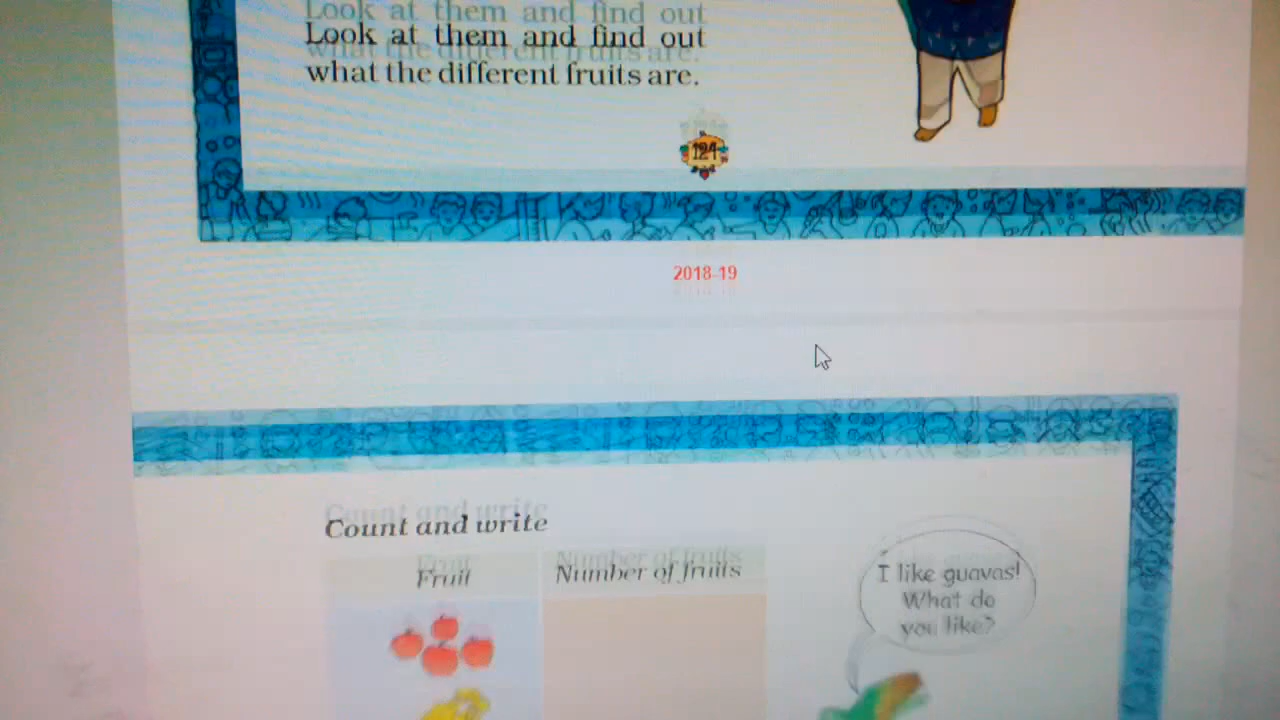 Look at them and find out
what the different fruits are.
124
2018-19
Count and write
Fruit
Number of fruits
I like guavas!
What do
you like?